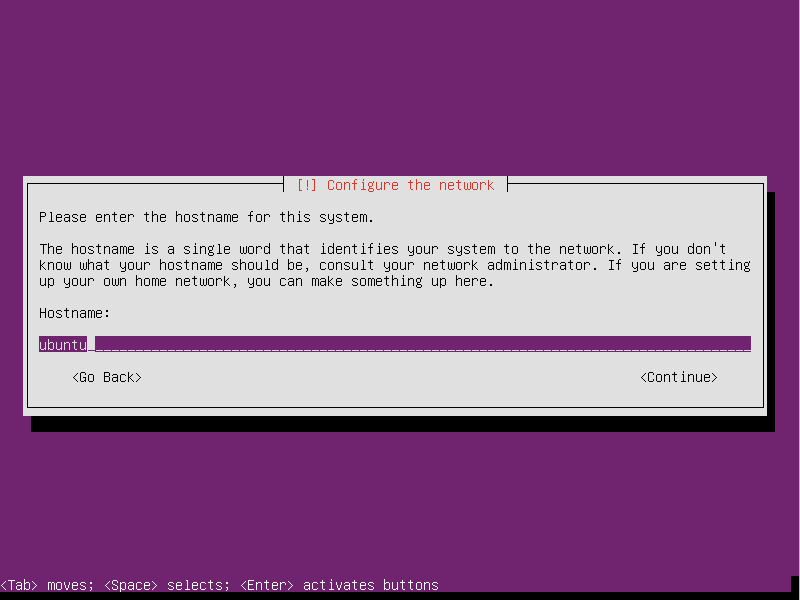 [!] Configure the network
Please enter the hostname for this system.
The hostname is a single word that identifies your system to the network. If you don't
know what your hostname should be, consult your network administrator. If you are setting
up your own home network, you can make something up here.
Hostname:
ubuntu
<Go Back> <Continue>
<Tab> moves; <Space> selects; <Enter> activates buttons